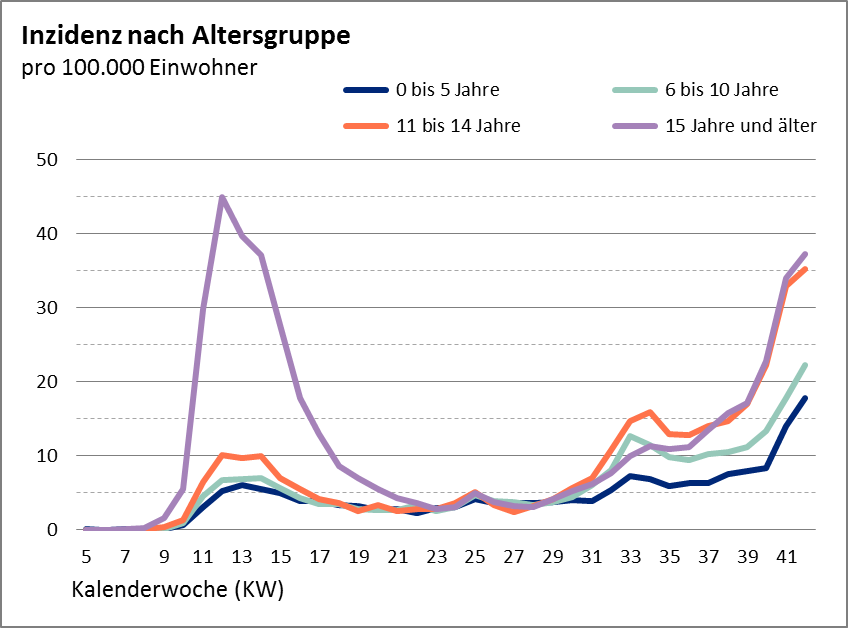 Inzidenz nach Altersgruppe
pro 100.000 Einwohner
0 bis 5 Jahre 6 bis 10 Jahre
11 bis 14 Jahre 15 Jahre und älter
50
40
30
20
10
0
5 7 9 11 13 15 17 19 21 23 25 27 29 31 33 35 37 39 41
Kalenderwoche (KW)